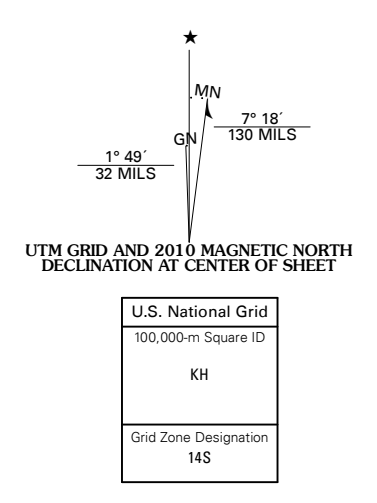 ★
MN
GN
7° 18´
130 MILS
1° 49´
32 MILS
UTM GRID AND 2010 MAGNETIC NORTH
DECLINATION AT CENTER OF SHEET
U.S. National Grid
100,000-m Square ID
KH
Grid Zone Designation
14S